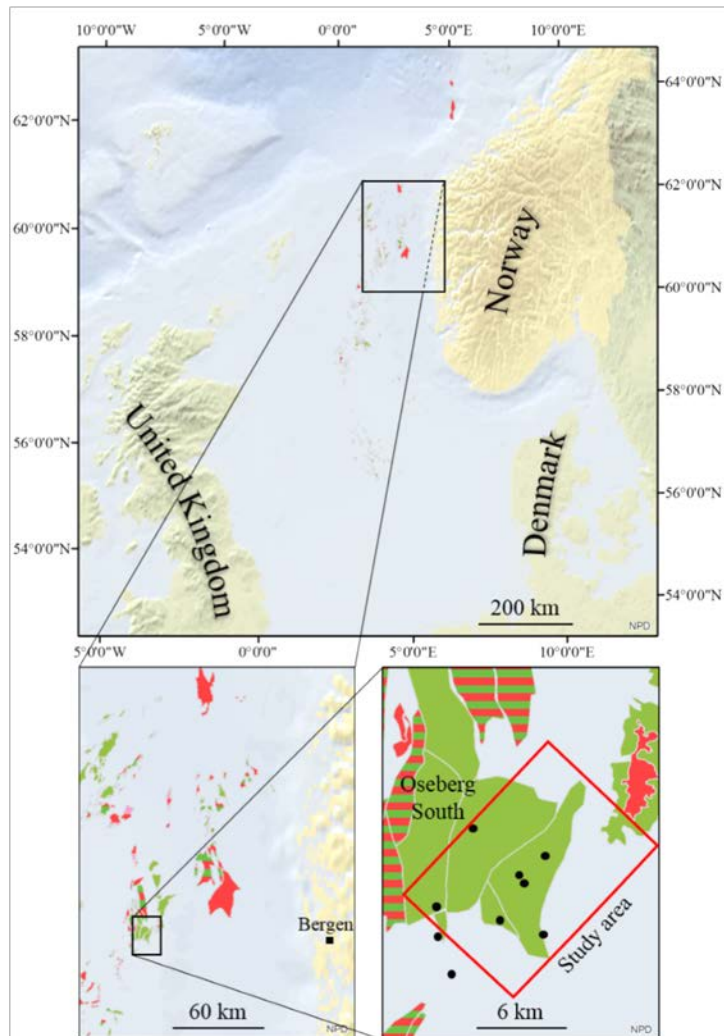 10°0'0"W
5°0'0"W
0°0'0"
5°0'0"E
10°0'0"E
64°0'0"N
62°0'0"N
62°0'0"N
60°0'0"N
Norway
60°0'0"N
58°0'0"N
58°0'0"N
56°0'0"N
United Kingdom
Denmark
56°0'0"N
54°0'0"N
54°0'0"N
200 km
NPD
5°0'0"W
0°0'0"
5°0'0"E
10°0'0"E
Bergen
60 km
NPD
Oseberg
South
Study area
6 km
NPD